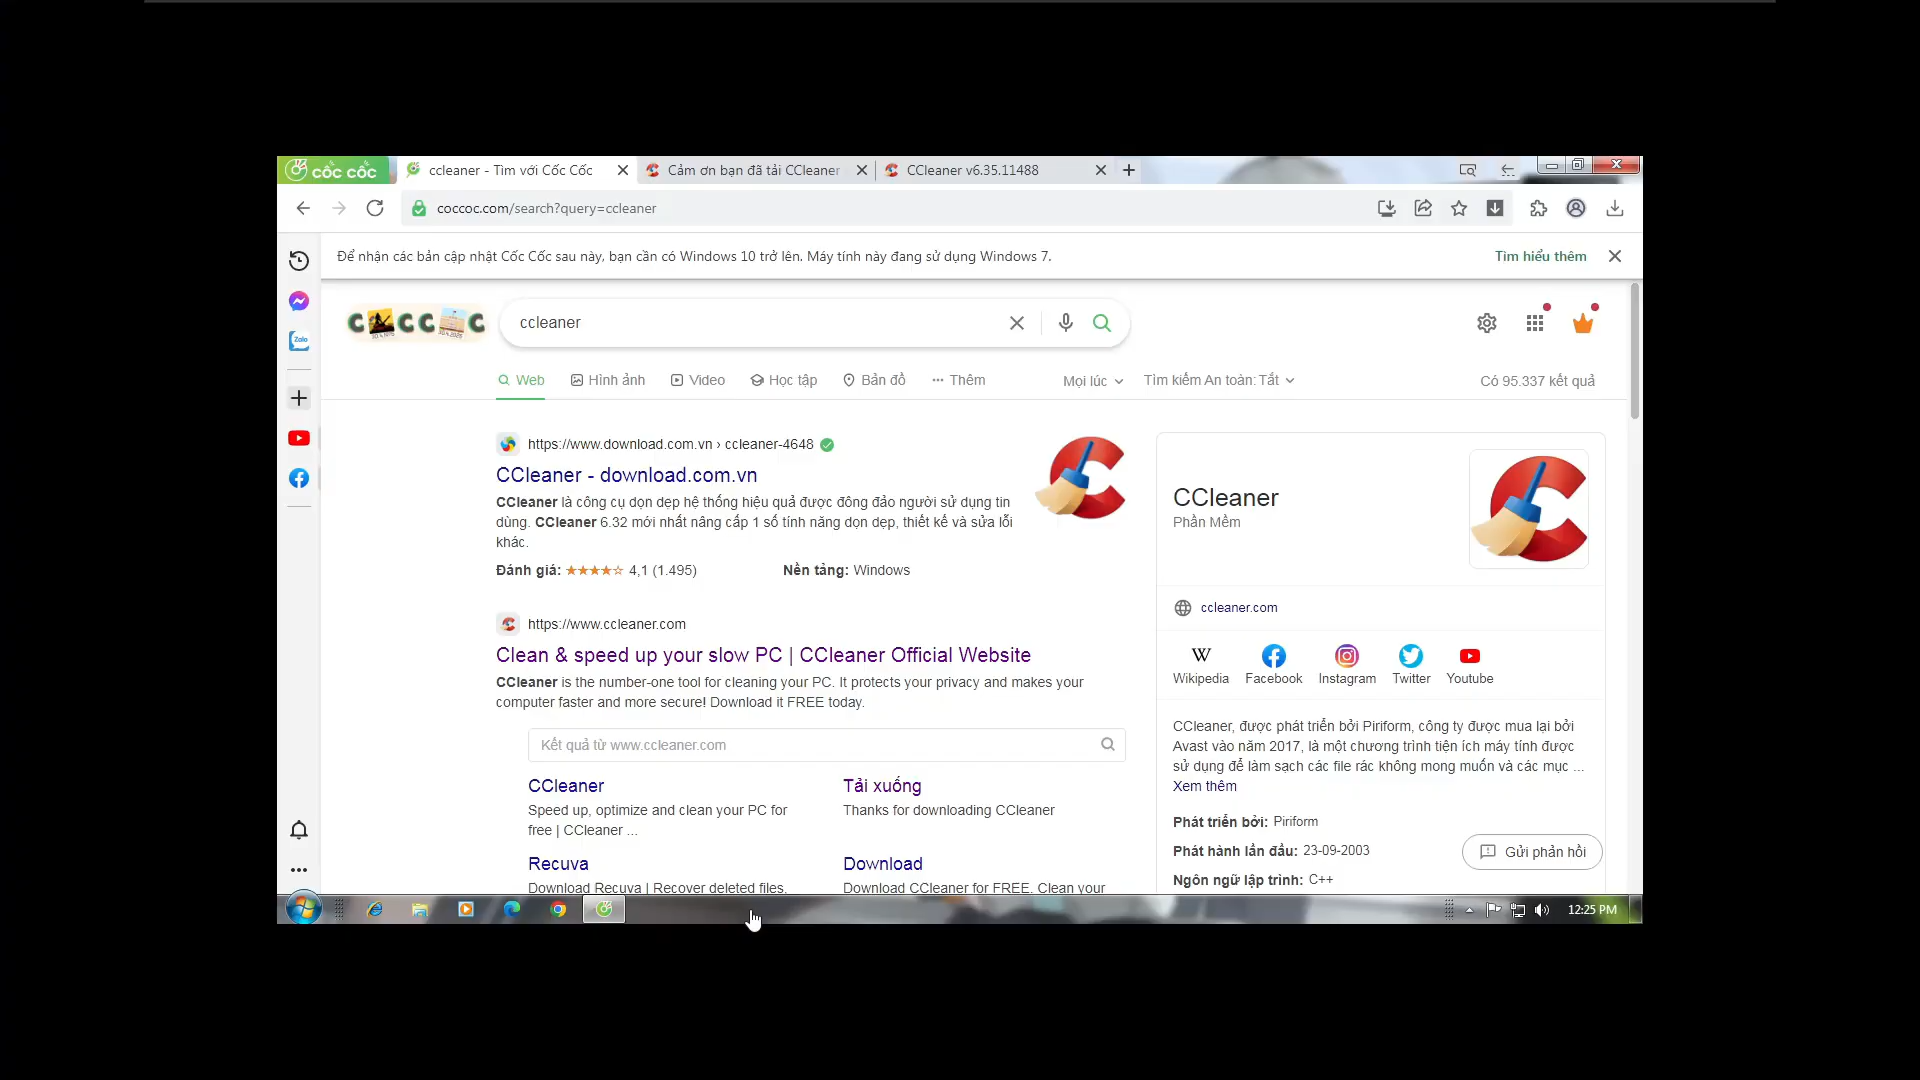 cốc cốc
ccleaner - Tìm với Cốc Cốc
Cảm ơn bạn đã tải CCleaner
CCleaner v6.35.11488
coccoc.com/search?query=ccleaner
Để nhận các bản cập nhật Cốc Cốc sau này, bạn cần có Windows 10 trở lên. Máy tính này đang sử dụng Windows 7.
Tìm hiểu thêm
Zalo
ccleaner
Web
Hình ảnh
Video
Học tập
Bản đồ
Thêm
Mọi lúc
Tìm kiếm An toàn: Tắt
Có 95.337 kết quả
https://www.download.com.vn › ccleaner-4648
CCleaner - download.com.vn
CCleaner là công cụ dọn dẹp hệ thống hiệu quả được đông đảo người sử dụng tin
dùng. CCleaner 6.32 mới nhất nâng cấp 1 số tính năng dọn dẹp, thiết kế và sửa lỗi
khác.
Đánh giá: ★★★★☆ 4,1 (1.495)
Nền tảng: Windows
https://www.ccleaner.com
Clean & speed up your slow PC | CCleaner Official Website
CCleaner is the number-one tool for cleaning your PC. It protects your privacy and makes your
computer faster and more secure! Download it FREE today.
Kết quả từ www.ccleaner.com
CCleaner
Speed up, optimize and clean your PC for
free | CCleaner ...
Tải xuống
Thanks for downloading CCleaner
Recuva
Download Recuva | Recover deleted files,
Download
Download CCleaner for FREE. Clean your
CCleaner
Phần Mềm
ccleaner.com
W
Wikipedia
Facebook
Instagram
Twitter
Youtube
CCleaner, được phát triển bởi Piriform, công ty được mua lại bởi
Avast vào năm 2017, là một chương trình tiện ích máy tính được
sử dụng để làm sạch các file rác không mong muốn và các mục ...
Xem thêm
Phát triển bởi: Piriform
Phát hành lần đầu: 23-09-2003
Ngôn ngữ lập trình: C++
Gửi phản hồi
12:25 PM